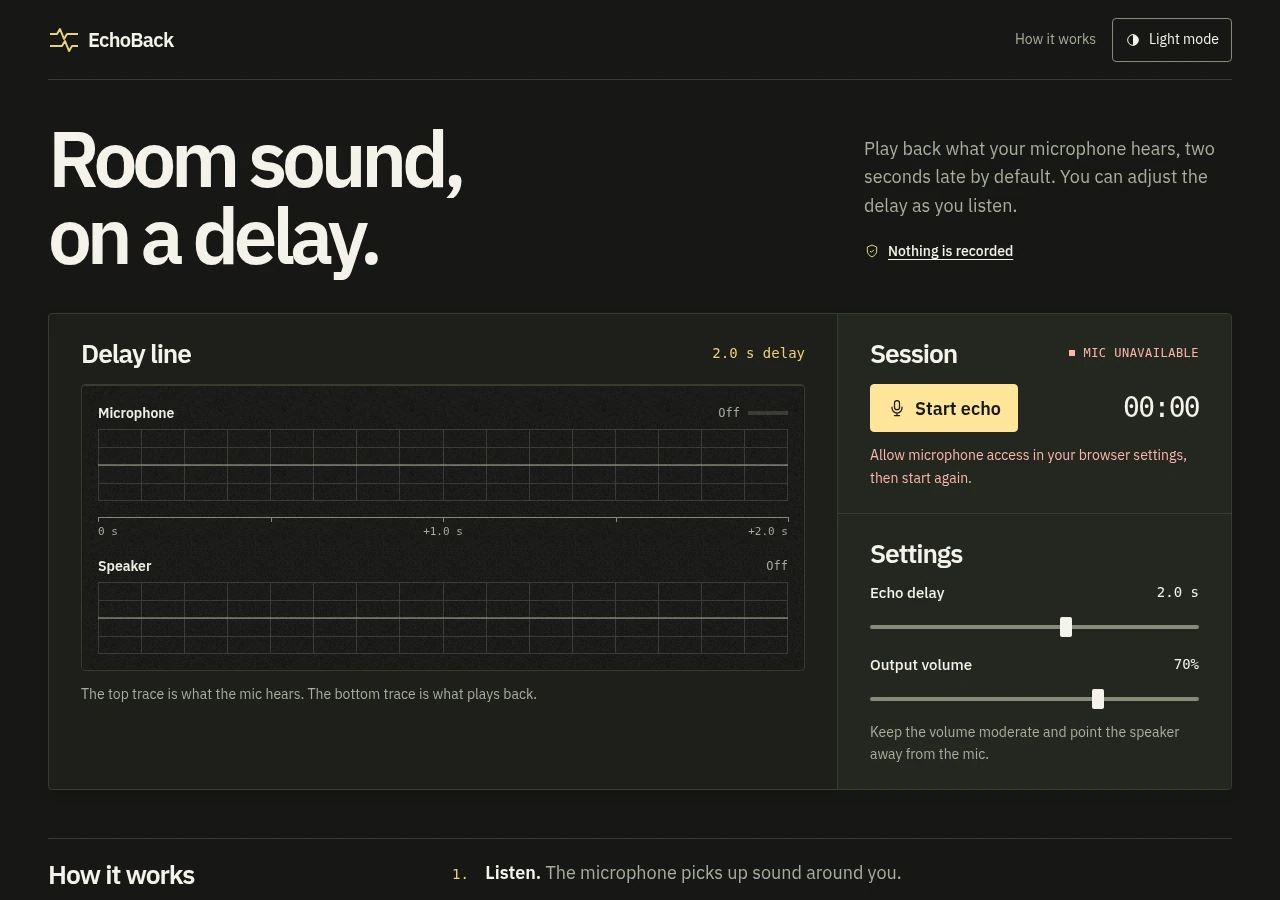 EchoBack
How it works
Light mode
Room sound,
on a delay.
Play back what your microphone hears, two
seconds late by default. You can adjust the
delay as you listen.
Nothing is recorded
Delay line
2.0 s delay
Microphone
Off
0 s
+1.0 s
+2.0 s
Speaker
Off
The top trace is what the mic hears. The bottom trace is what plays back.
Session
MIC UNAVAILABLE
Start echo
00:00
Allow microphone access in your browser settings,
then start again.
Settings
Echo delay
2.0 s
Output volume
70%
Keep the volume moderate and point the speaker
away from the mic.
How it works
1. Listen. The microphone picks up sound around you.